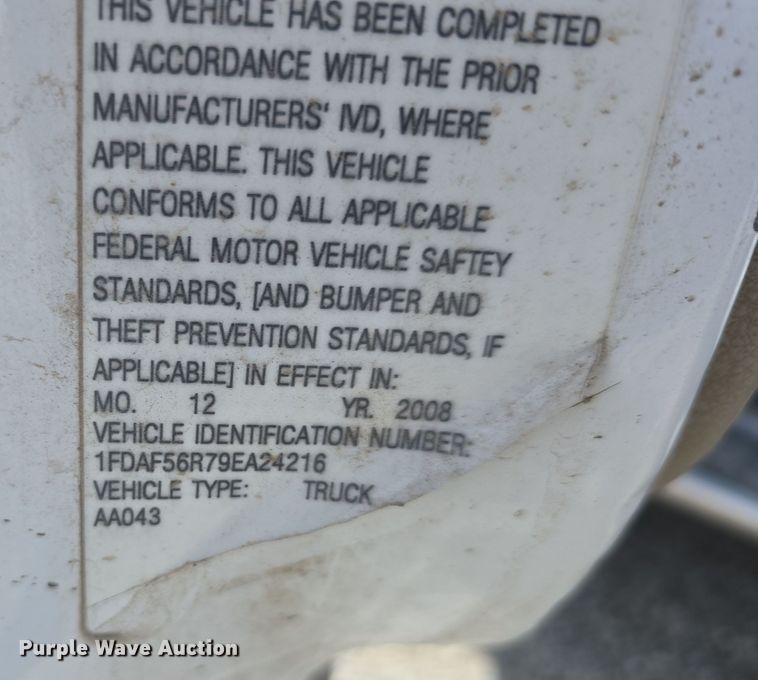 THIS VEHICLE HAS BEEN COMPLETED
IN ACCORDANCE WITH THE PRIOR
MANUFACTURERS' IVD, WHERE
APPLICABLE. THIS VEHICLE
CONFORMS TO ALL APPLICABLE
FEDERAL MOTOR VEHICLE SAFTEY
STANDARDS, [AND BUMPER AND
THEFT PREVENTION STANDARDS, IF
APPLICABLE] IN EFFECT IN:
MO. 12 YR. 2008
VEHICLE IDENTIFICATION NUMBER:
1FDAF56R79EA24216
VEHICLE TYPE: TRUCK
AA043
Purple Wave Auction